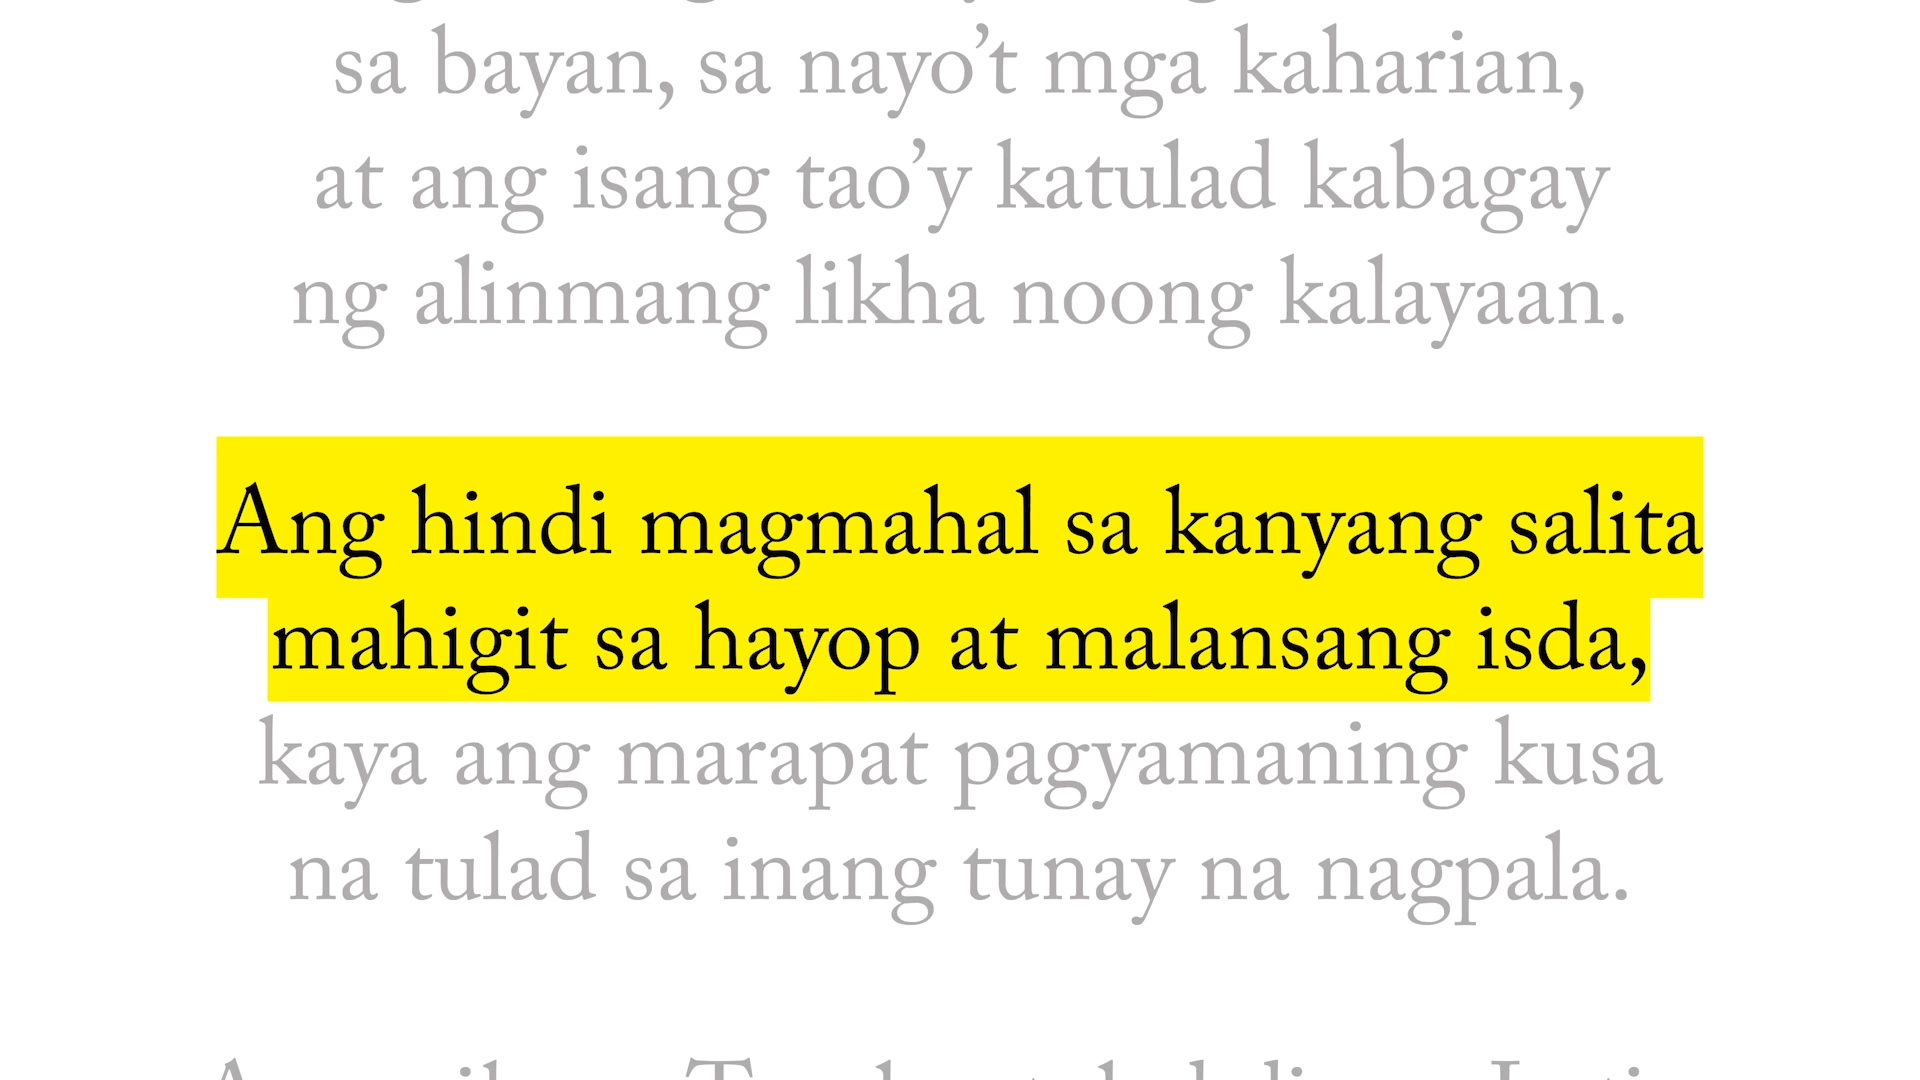 sa bayan, sa nayo’t mga kaharian,
at ang isang tao’y katulad kabagay
ng alinmang likha noong kalayaan.
Ang hindi magmahal sa kanyang salita
mahigit sa hayop at malansang isda,
kaya ang marapat pagyamaning kusa
na tulad sa inang tunay na nagpala.